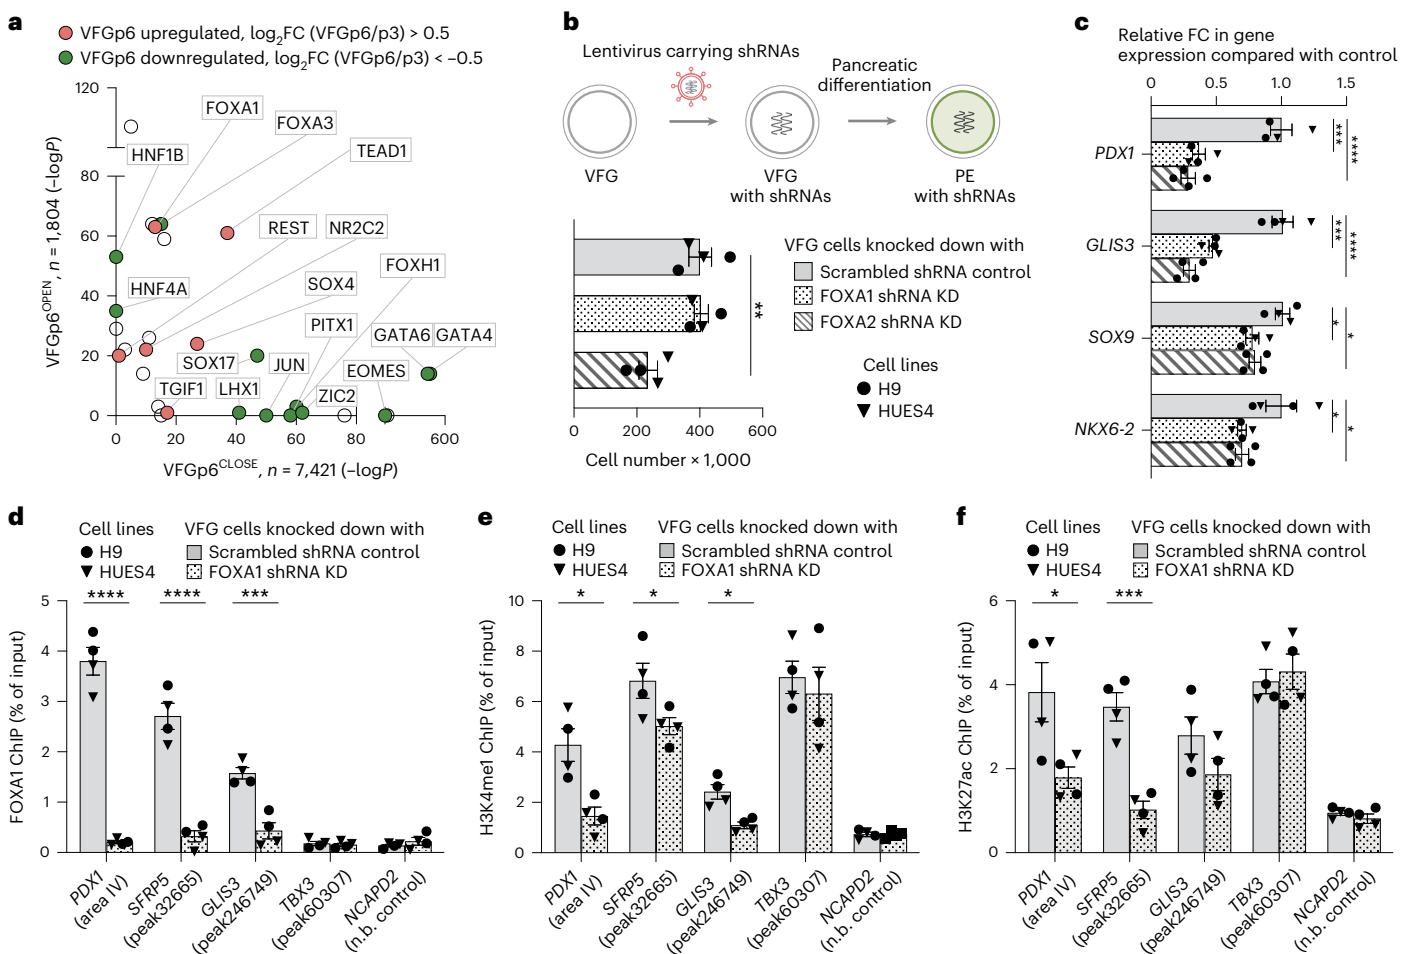 a
VFGp6 upregulated, log2FC (VFGp6/p3) > 0.5
VFGp6 downregulated, log2FC (VFGp6/p3) < −0.5
120
80
60
40
20
0
VFGp6OPEN, n = 1,804 (−logP)
FOXA1
FOXA3
HNF1B
TEAD1
REST
NR2C2
FOXH1
HNF4A
SOX4
PITX1
GATA6
GATA4
SOX17
JUN
EOMES
TGIF1
LHX1
ZIC2
0
20
40
60
80
600
VFGp6CLOSE, n = 7,421 (−logP)
b
Lentivirus carrying shRNAs
Pancreatic
differentiation
VFG
VFG
with shRNAs
PE
with shRNAs
**
0
200
400
600
Cell number × 1,000
VFG cells knocked down with
Scrambled shRNA control
FOXA1 shRNA KD
FOXA2 shRNA KD
Cell lines
H9
HUES4
c
Relative FC in gene
expression compared with control
0
0.5
1.0
1.5
PDX1
***
****
GLIS3
***
****
SOX9
*
*
NKX6-2
*
*
d
Cell lines
H9
HUES4
VFG cells knocked down with
Scrambled shRNA control
FOXA1 shRNA KD
5
4
3
2
1
0
FOXA1 ChIP (% of input)
****
****
***
PDX1
(area IV)
SFRP5
(peak32665)
GLIS3
(peak246749)
TBX3
(peak60307)
NCAPD2
(n.b. control)
e
Cell lines
H9
HUES4
VFG cells knocked down with
Scrambled shRNA control
FOXA1 shRNA KD
10
8
6
4
2
0
H3K4me1 ChIP (% of input)
*
*
*
PDX1
(area IV)
SFRP5
(peak32665)
GLIS3
(peak246749)
TBX3
(peak60307)
NCAPD2
(n.b. control)
f
Cell lines
H9
HUES4
VFG cells knocked down with
Scrambled shRNA control
FOXA1 shRNA KD
6
4
2
0
H3K27ac ChIP (% of input)
*
***
PDX1
(area IV)
SFRP5
(peak32665)
GLIS3
(peak246749)
TBX3
(peak60307)
NCAPD2
(n.b. control)